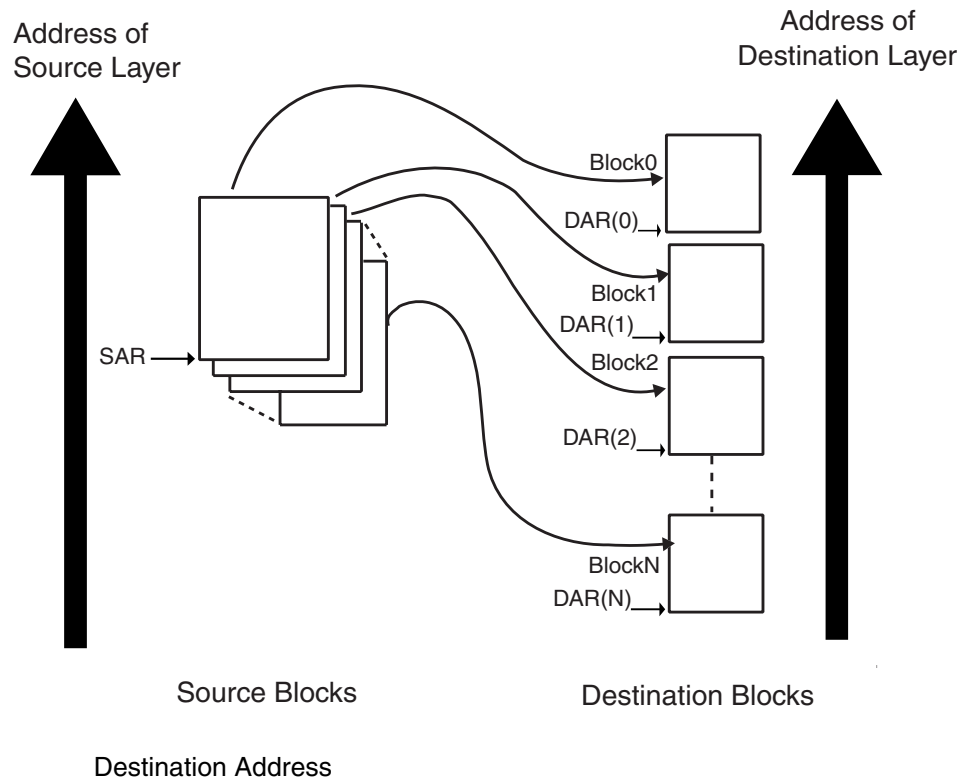 Address of
Source Layer
Address of
Destination Layer
Block0
DAR(0)
Block1
DAR(1)
SAR
Block2
DAR(2)
BlockN
DAR(N)
Source Blocks
Destination Blocks
Destination Address